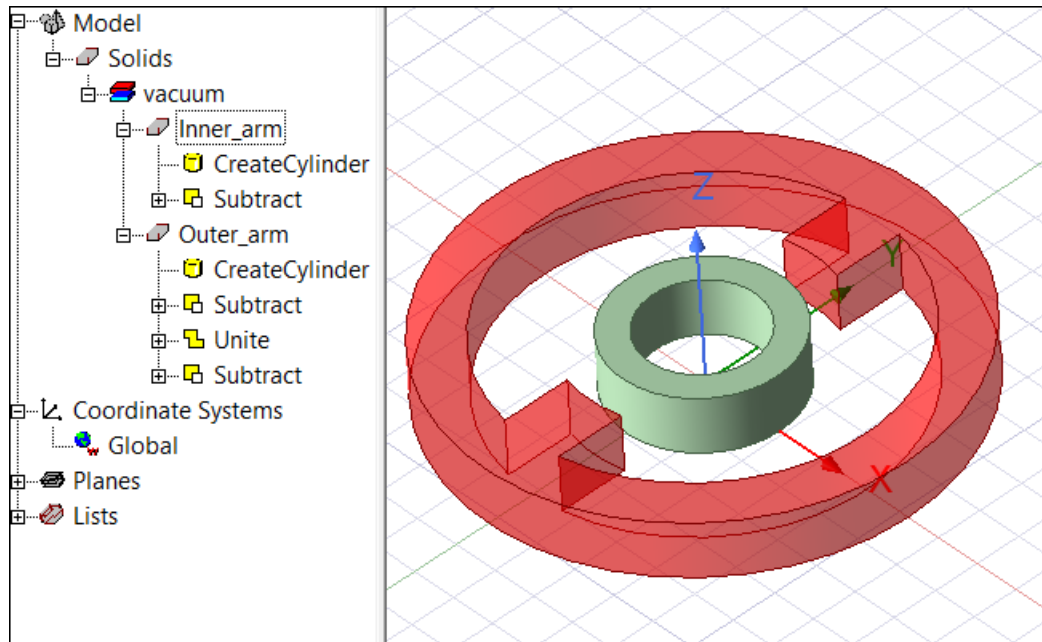 Model
Solids
vacuum
Inner_arm
CreateCylinder
Subtract
Outer_arm
CreateCylinder
Subtract
Unite
Subtract
Coordinate Systems
Global
Planes
Lists
Z
Y
X